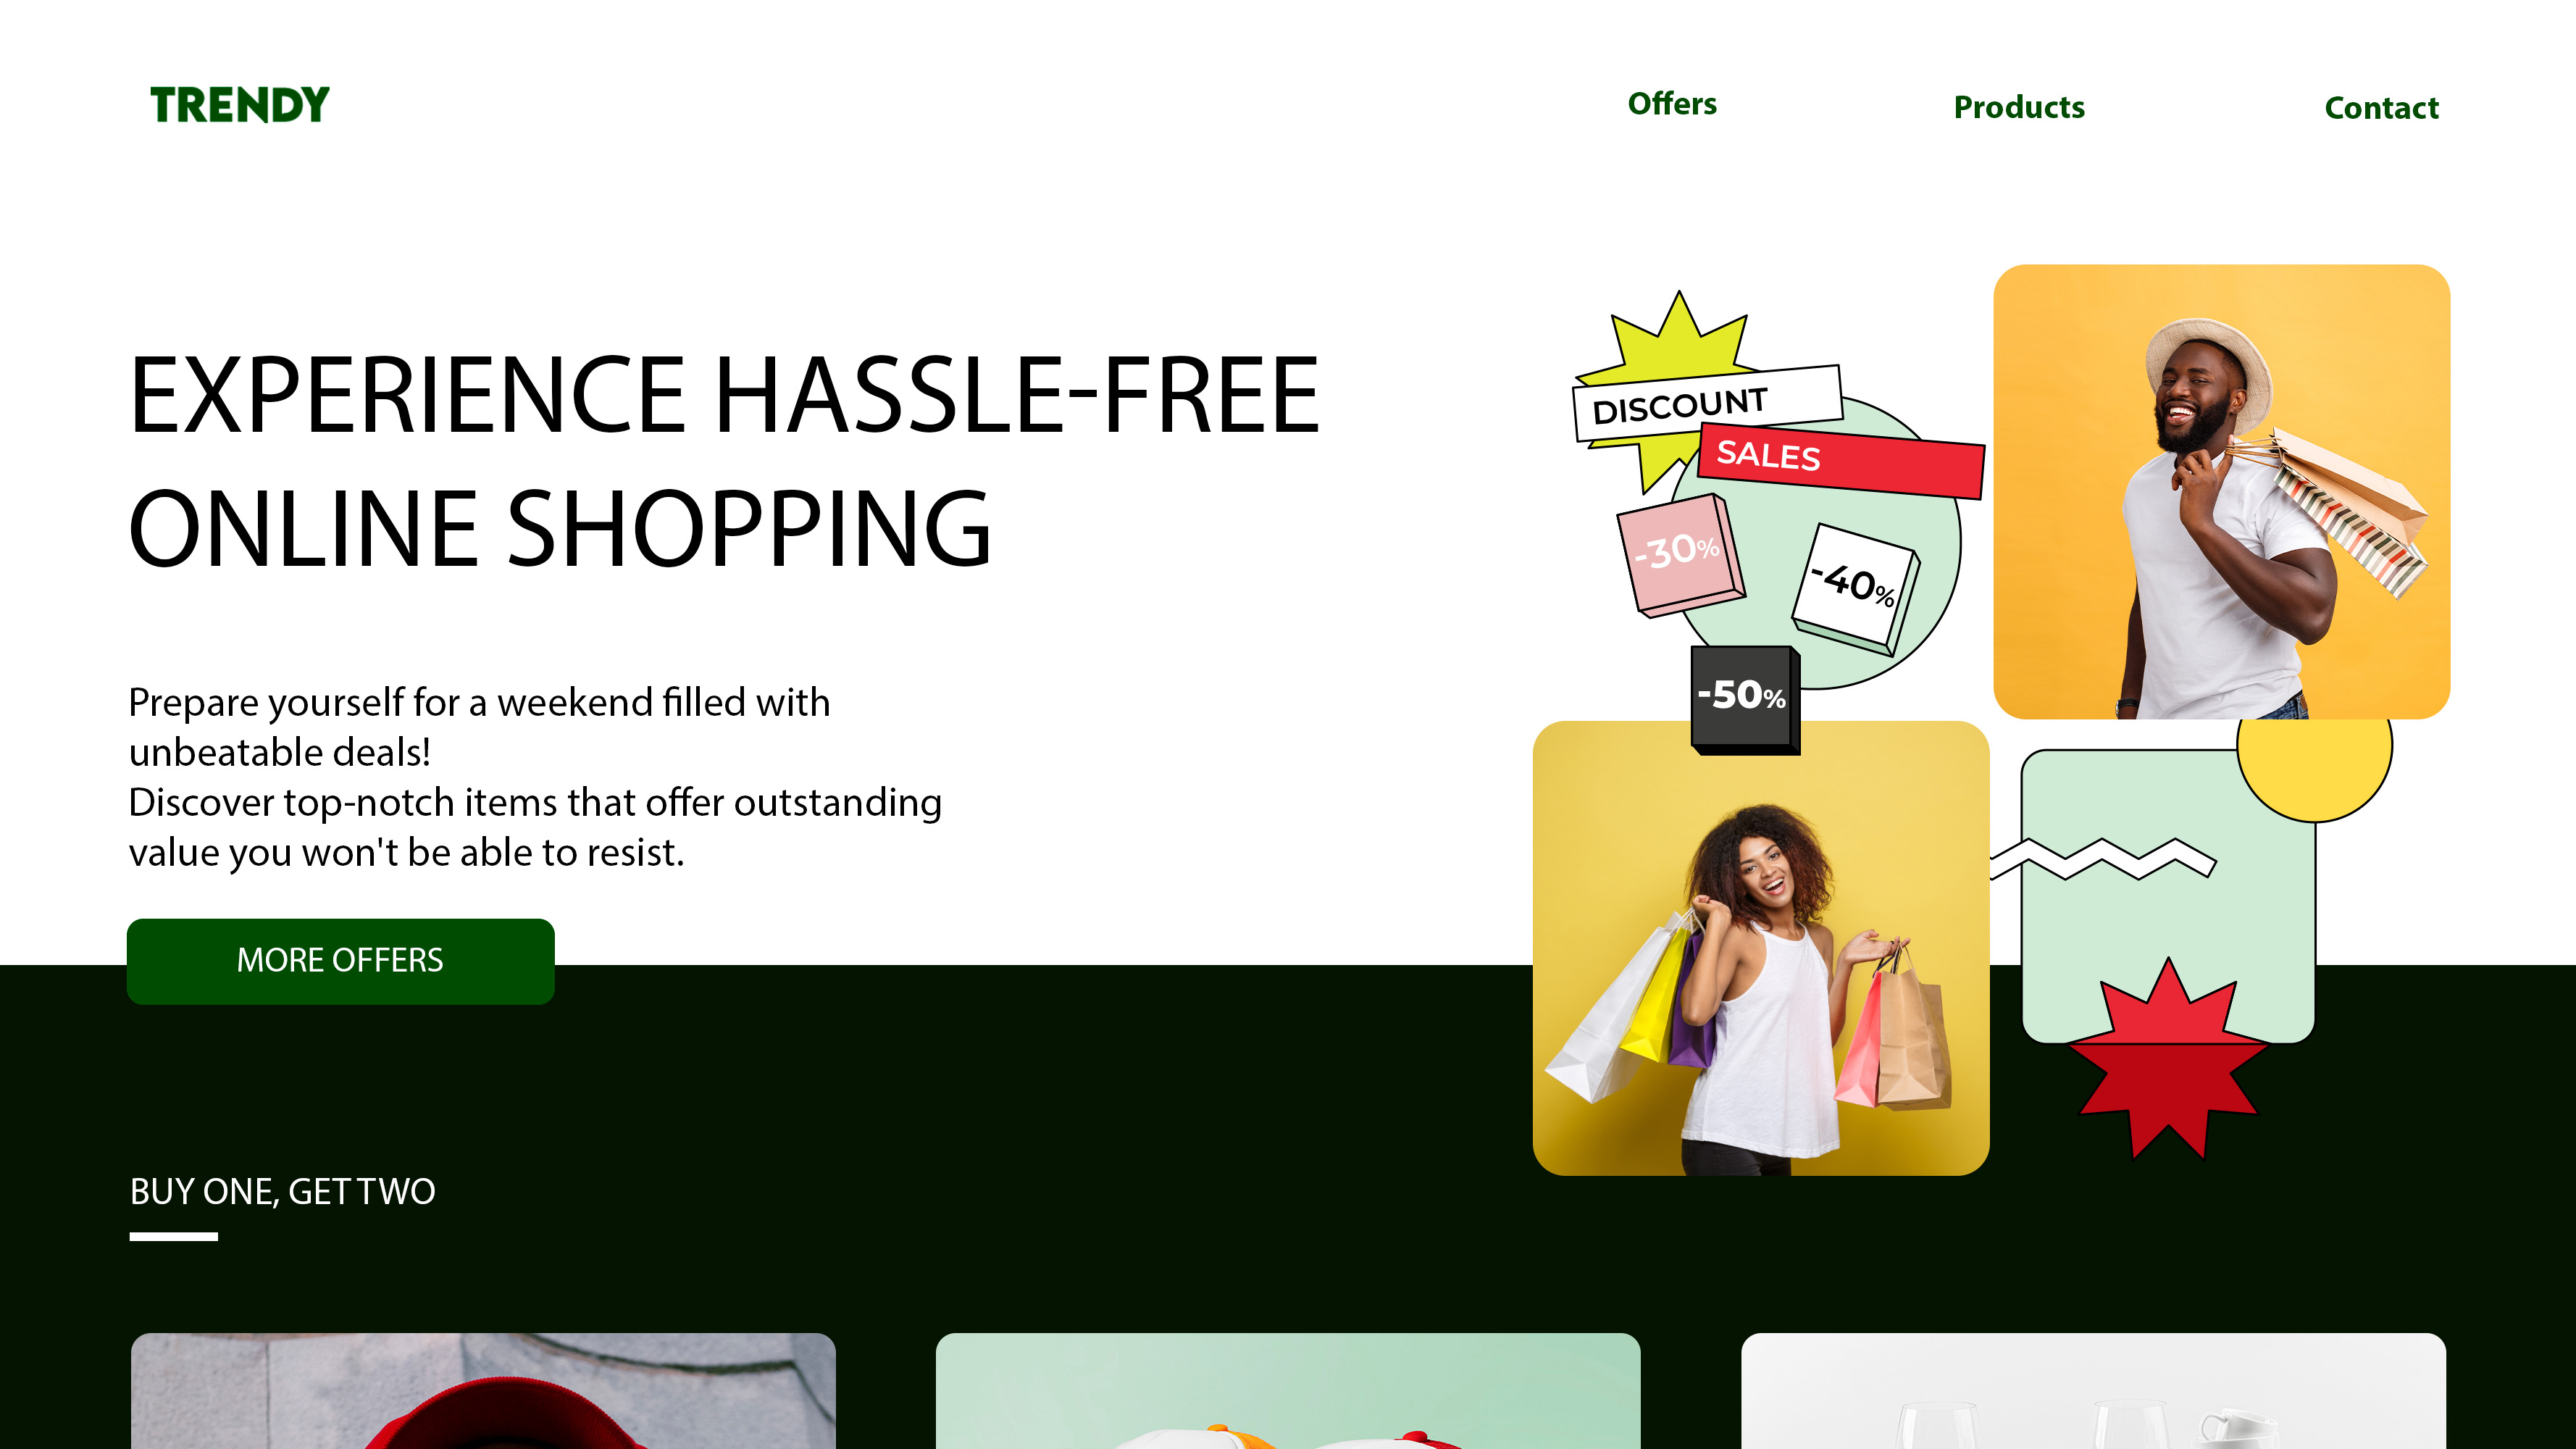 TRENDY
Offers
Products
Contact
EXPERIENCE HASSLE-FREE
ONLINE SHOPPING
Prepare yourself for a weekend filled with
unbeatable deals!
Discover top-notch items that offer outstanding
value you won't be able to resist.
MORE OFFERS
DISCOUNT
SALES
-30%
-40%
-50%
BUY ONE, GET TWO